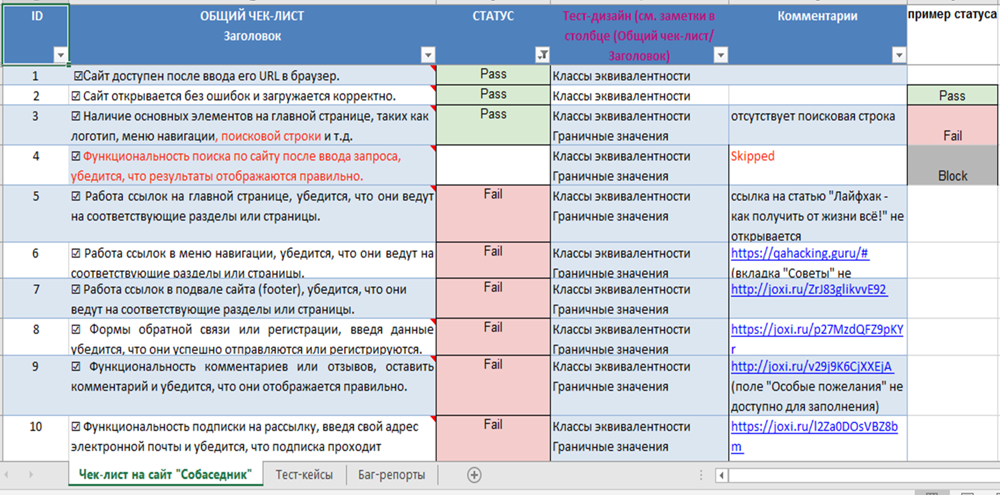 ID
ОБЩИЙ ЧЕК-ЛИСТ
Заголовок
СТАТУС
Тест-дизайн (см. заметки в
столбце (Общий чек-лист/
Заголовок)
Комментарии
пример статуса
1
☑Сайт доступен после ввода его URL в браузер.
Pass
Классы эквивалентности
2
☑ Сайт открывается без ошибок и загружается корректно.
Pass
Классы эквивалентности
Pass
3
☑ Наличие основных элементов на главной странице, таких как
логотип, меню навигации, поисковой строки и т.д.
Pass
Классы эквивалентности
Граничные значения
отсутствует поисковая строка
Fail
4
☑ Функциональность поиска по сайту после ввода запроса,
убедится, что результаты отображаются правильно.
Классы эквивалентности
Граничные значения
Skipped
Block
5
☑ Работа ссылок на главной странице, убедится, что они ведут
на соответствующие разделы или страницы.
Fail
Классы эквивалентности
Граничные значения
ссылка на статью "Лайфхак -
как получить от жизни всё!" не
открывается
6
☑ Работа ссылок в меню навигации, убедится, что они ведут на
соответствующие разделы или страницы.
Fail
Классы эквивалентности
Граничные значения
https://qahacking.guru/#
(вкладка "Советы" не
7
☑ Работа ссылок в подвале сайта (footer), убедится, что они
ведут на соответствующие разделы или страницы.
Fail
Классы эквивалентности
Граничные значения
http://joxi.ru/ZrJ83glikvvE92
8
☑ Формы обратной связи или регистрации, введя данные
убедится, что они успешно отправляются или регистрируются.
Fail
Классы эквивалентности
Граничные значения
https://joxi.ru/p27MzdQFZ9pKY
r
9
☑ Функциональность комментариев или отзывов, оставить
комментарий и убедится, что они отображается правильно.
Fail
Классы эквивалентности
Граничные значения
http://joxi.ru/v29j9K6CjXXEjA
(поле "Особые пожелания" не
доступно для заполнения)
10
☑ Функциональность подписки на рассылку, введя свой адрес
электронной почты и убедится, что подписка проходит
Fail
Классы эквивалентности
Граничные значения
https://joxi.ru/l2Za0DOsVBZ8b
m
Чек-лист на сайт "Собаседник"
Тест-кейсы
Баг-репорты